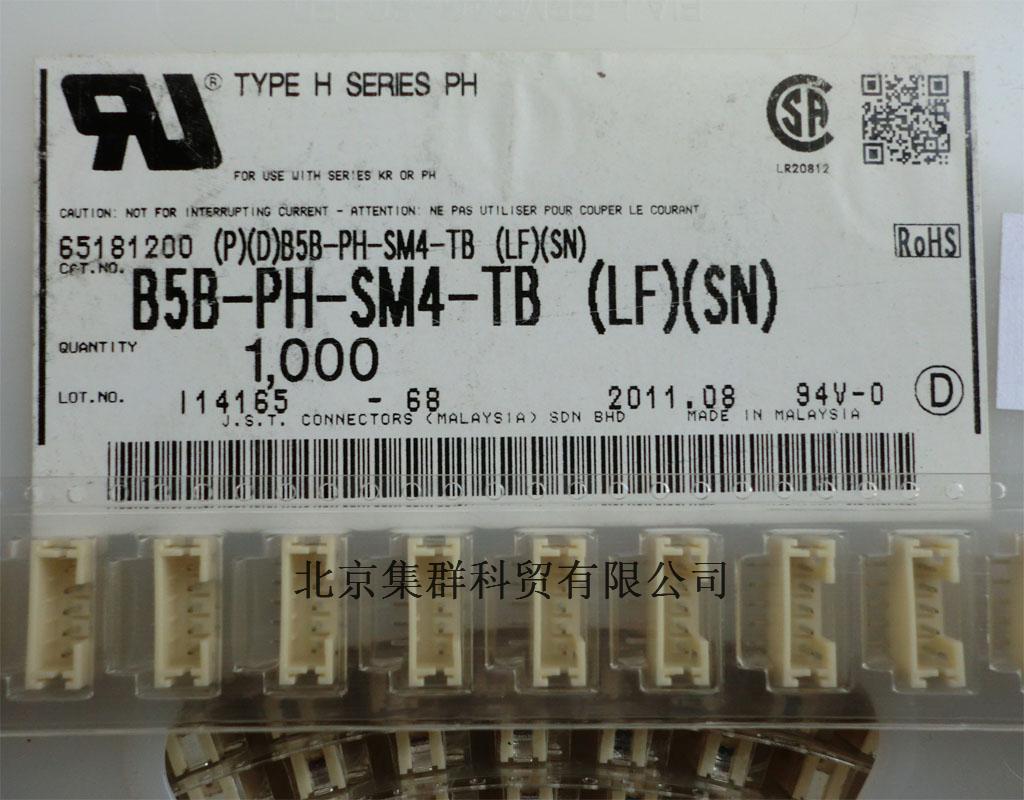 ® TYPE H SERIES PH
LR20812
FOR USE WITH SERIES KR OR PH
CAUTION: NOT FOR INTERRUPTING CURRENT - ATTENTION: NE PAS UTILISER POUR COUPER LE COURANT
65181200 (P)(D)B5B-PH-SM4-TB (LF)(SN)
RoHS
CAT.NO. B5B-PH-SM4-TB (LF)(SN)
QUANTITY 1,000
LOT.NO. I14165 - 68 2011.08 94V-0 D
J.S.T. CONNECTORS (MALAYSIA) SDN BHD MADE IN MALAYSIA
北京集群科贸有限公司